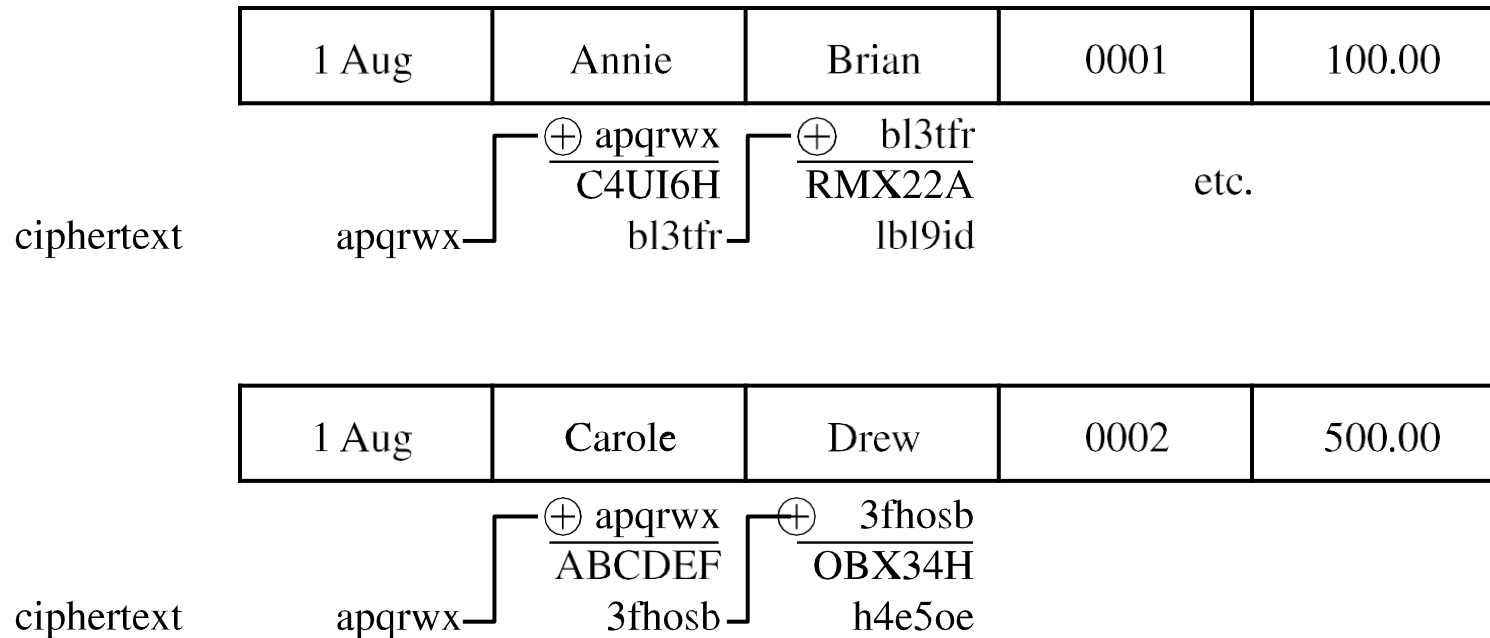 1 Aug Annie Brian 0001 100.00
⊕ apqrwx ⊕ bl3tfr
C4UI6H RMX22A etc.
ciphertext apqrwx bl3tfr lbl9id
1 Aug Carole Drew 0002 500.00
⊕ apqrwx ⊕ 3fhosb
ABCDEF OBX34H
ciphertext apqrwx 3fhosb h4e5oe